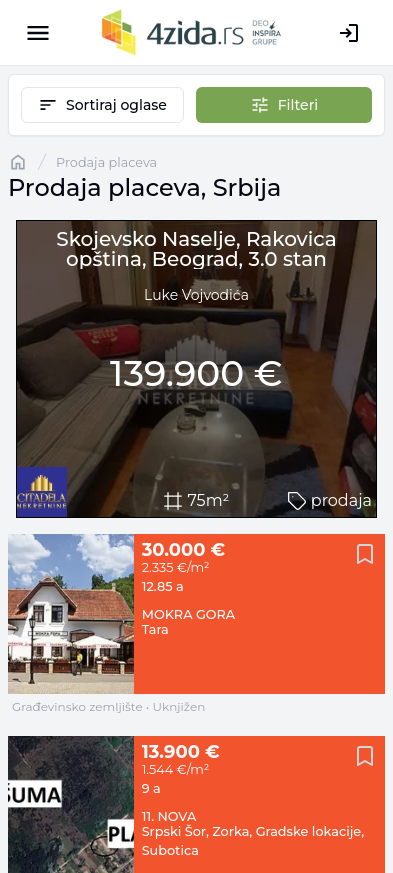 4zida.rs
DEO
INSPIRA
GRUPE
Sortiraj oglase
Filteri
/ Prodaja placeva
Prodaja placeva, Srbija
Skojevsko Naselje, Rakovica
opština, Beograd, 3.0 stan
Luke Vojvodića
139.900 €
NEKRETNINE
CITADELA
NEKRETNINE
75m²
prodaja
30.000 €
2.335 €/m²
12.85 a
MOKRA GORA
Tara
Građevinsko zemljište • Uknjižen
13.900 €
1.544 €/m²
9 a
11. NOVA
Srpski Šor, Zorka, Gradske lokacije,
Subotica
ŠUMA